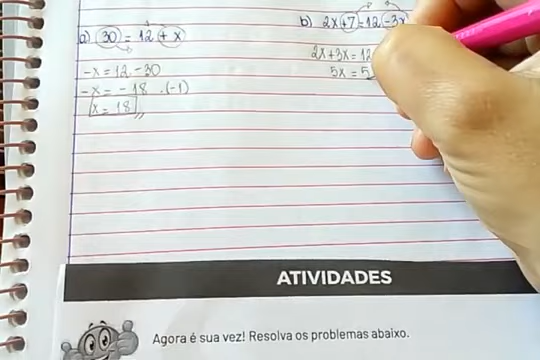 a) 30 = 12 + x
-x = 12 - 30
-x = -18 .(-1)
x = 18 //
b) 2x + 7 = 12 - 3x
2x + 3x = 12
5x = 5
ATIVIDADES
Agora é sua vez! Resolva os problemas abaixo.